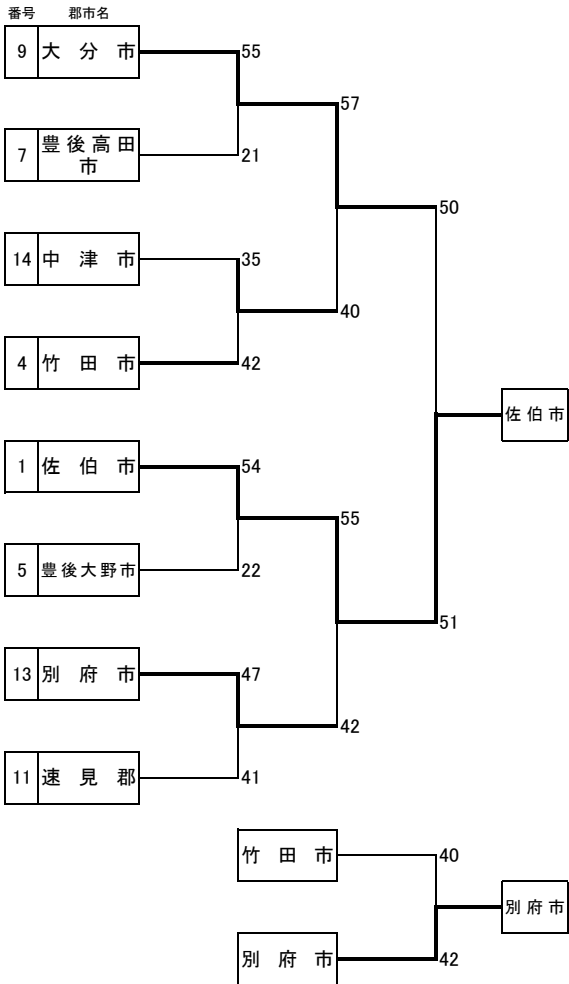 番号 郡市名
9 大分市 55
57
7 豊後高田
市 21
50
14 中津市 35
40
4 竹田市 42
佐伯市
1 佐伯市 54
55
5 豊後大野市 22
51
13 別府市 47
42
11 速見郡 41
竹田市 40
別府市
別府市 42